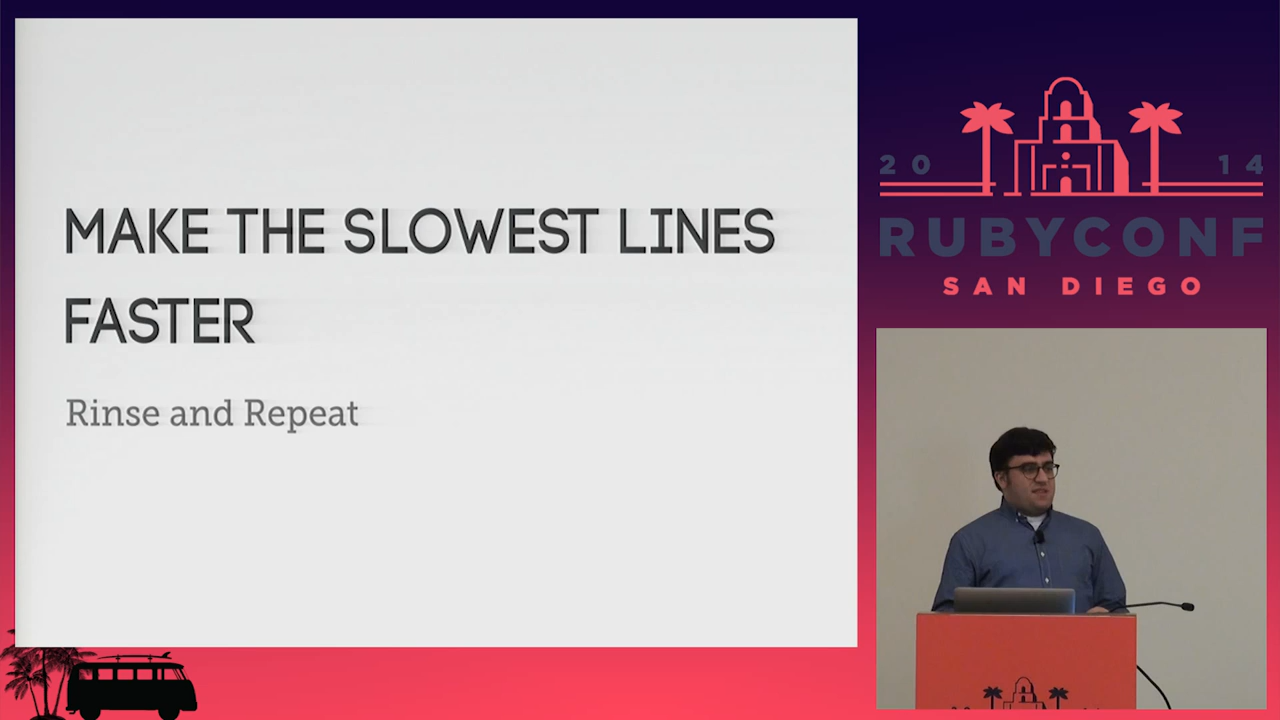 MAKE THE SLOWEST LINES
FASTER
Rinse and Repeat
20 14
RUBYCONF
SAN DIEGO